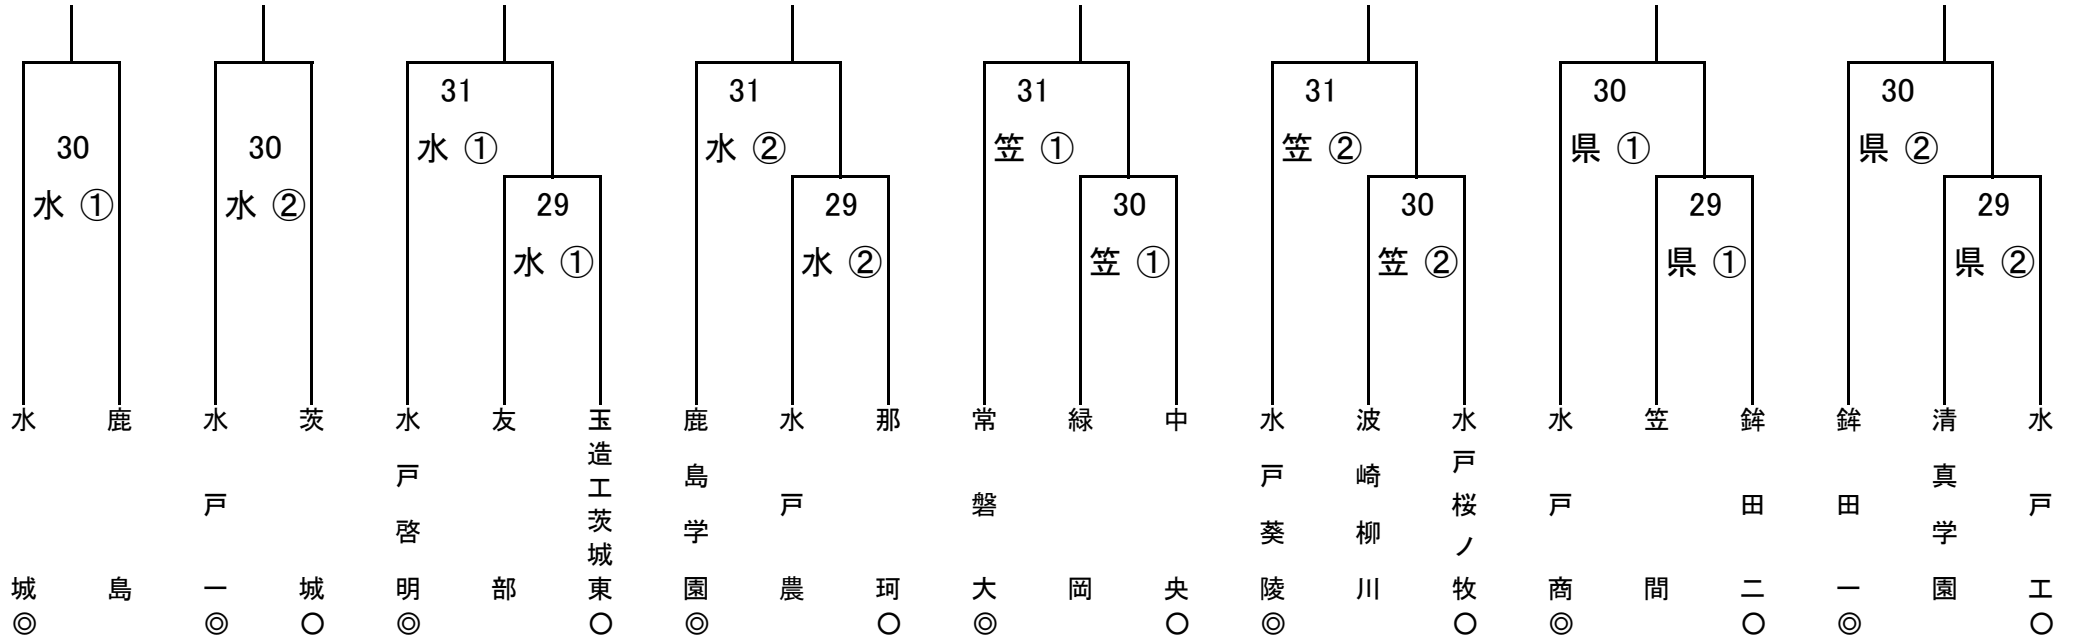 31 31 31 31 30 30
30 30 水 ① 水 ② 笠 ① 笠 ② 県 ① 県 ②
水 ① 水 ② 29 29 30 30 29 29
水 ① 水 ② 笠 ① 笠 ② 県 ① 県 ②
水城
鹿島
水戸一
茨城
水戸啓明
友部
玉造工茨城東
鹿島学園
水戸農
那珂
常磐大
緑岡
中央
水戸葵陵
波崎柳川
水戸桜ノ牧
水戸商
笠間
鉾田二
鉾田一
清真学園
水戸工
◎ ◎ ○ ◎ ○ ◎ ○ ◎ ○ ◎ ○ ◎ ○ ◎ ○